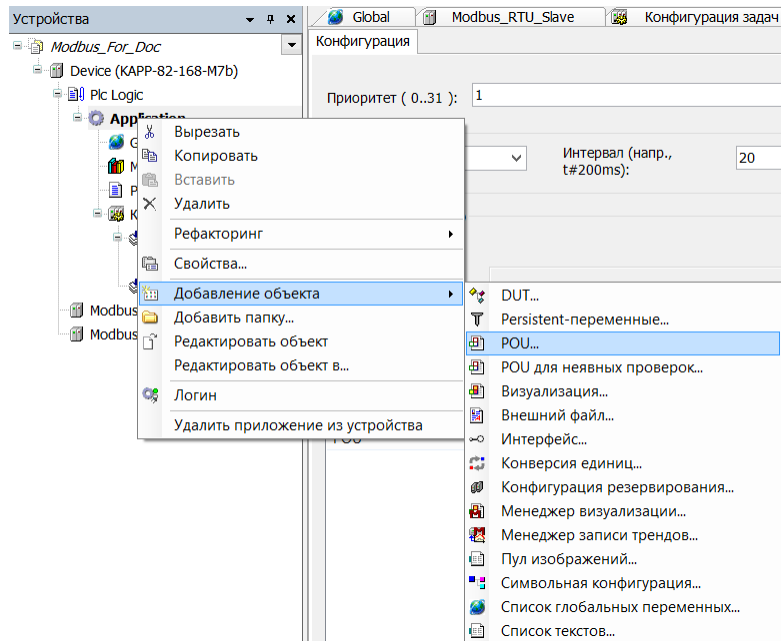 Устройства
Global
Modbus_RTU_Slave
Конфигурация задач
Modbus_For_Doc
Конфигурация
Device (KAPP-82-168-M7b)
Plc Logic
Приоритет ( 0..31 ):
1
Application
Вырезать
Копировать
Интервал (напр.,
t#200ms):
20
Вставить
Удалить
Рефакторинг
Свойства...
Добавление объекта
DUT...
Modbus
Добавить папку...
Persistent-переменные...
Modbus
Редактировать объект
POU...
Редактировать объект в...
POU для неявных проверок...
Логин
Визуализация...
Удалить приложение из устройства
Внешний файл...
POU
Интерфейс...
Конверсия единиц...
Конфигурация резервирования...
Менеджер визуализации...
Менеджер записи трендов...
Пул изображений...
Символьная конфигурация...
Список глобальных переменных...
Список текстов...